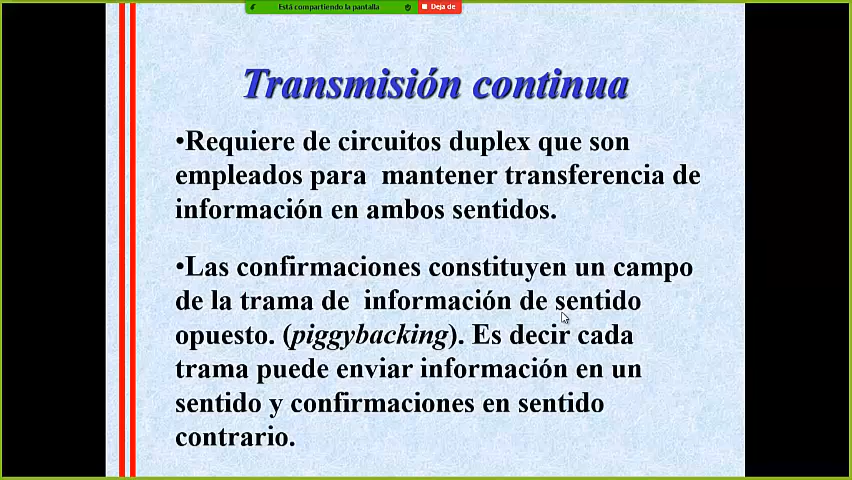 Está compartiendo la pantalla
Deja de
Transmisión continua
•Requiere de circuitos duplex que son
empleados para mantener transferencia de
información en ambos sentidos.
•Las confirmaciones constituyen un campo
de la trama de información de sentido
opuesto. (piggybacking). Es decir cada
trama puede enviar información en un
sentido y confirmaciones en sentido
contrario.